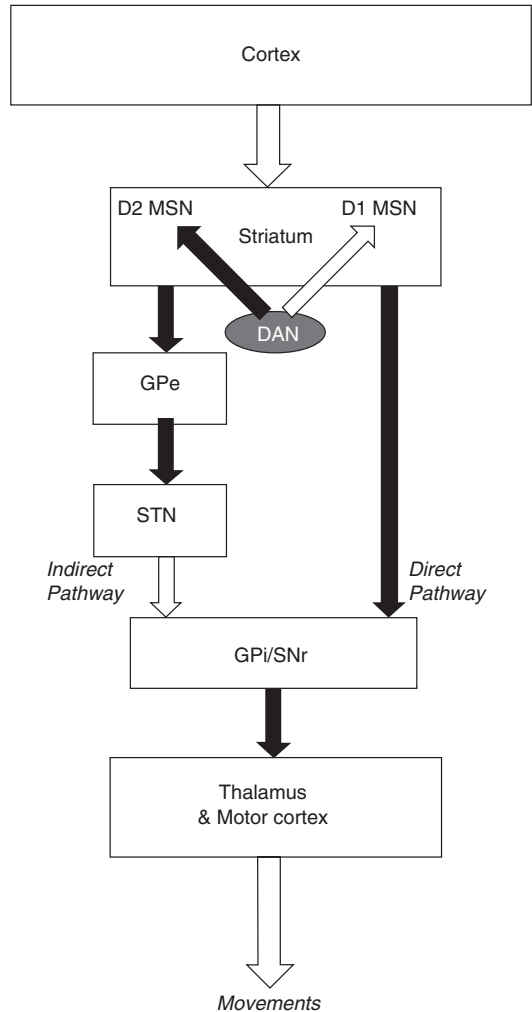 Cortex
D2 MSN
D1 MSN
Striatum
DAN
GPe
STN
Indirect
Pathway
Direct
Pathway
GPi/SNr
Thalamus
& Motor cortex
Movements